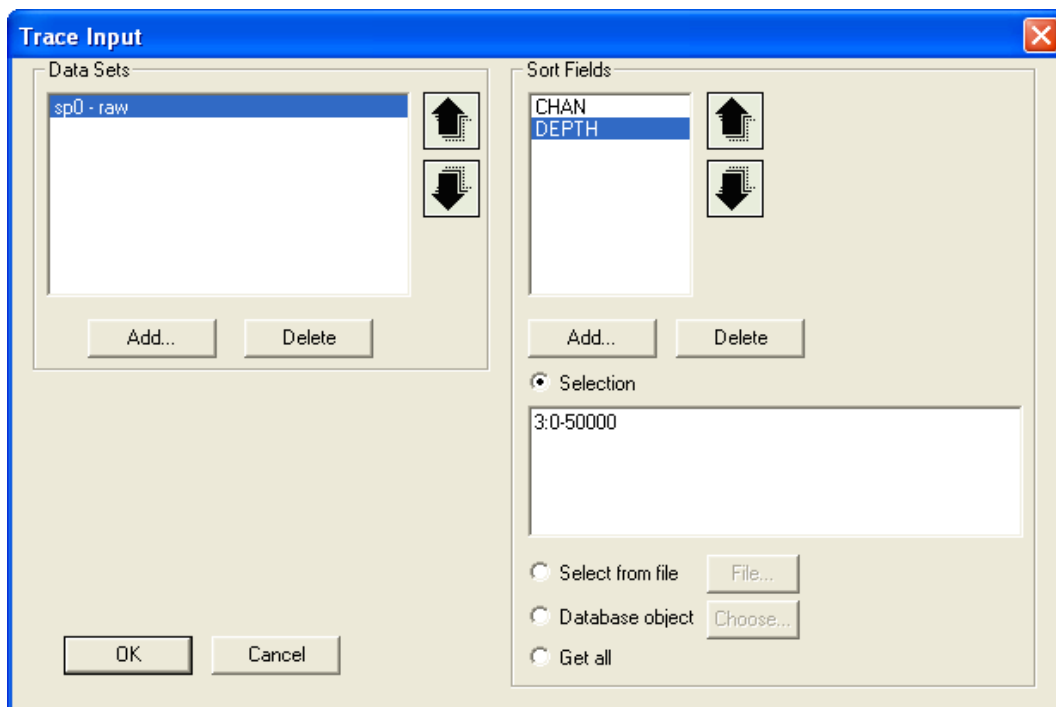 Trace Input
Data Sets
sp0 - raw
Add...
Delete
Sort Fields
CHAN
DEPTH
Add...
Delete
Selection
3:0-50000
Select from file
File...
Database object
Choose...
Get all
OK
Cancel